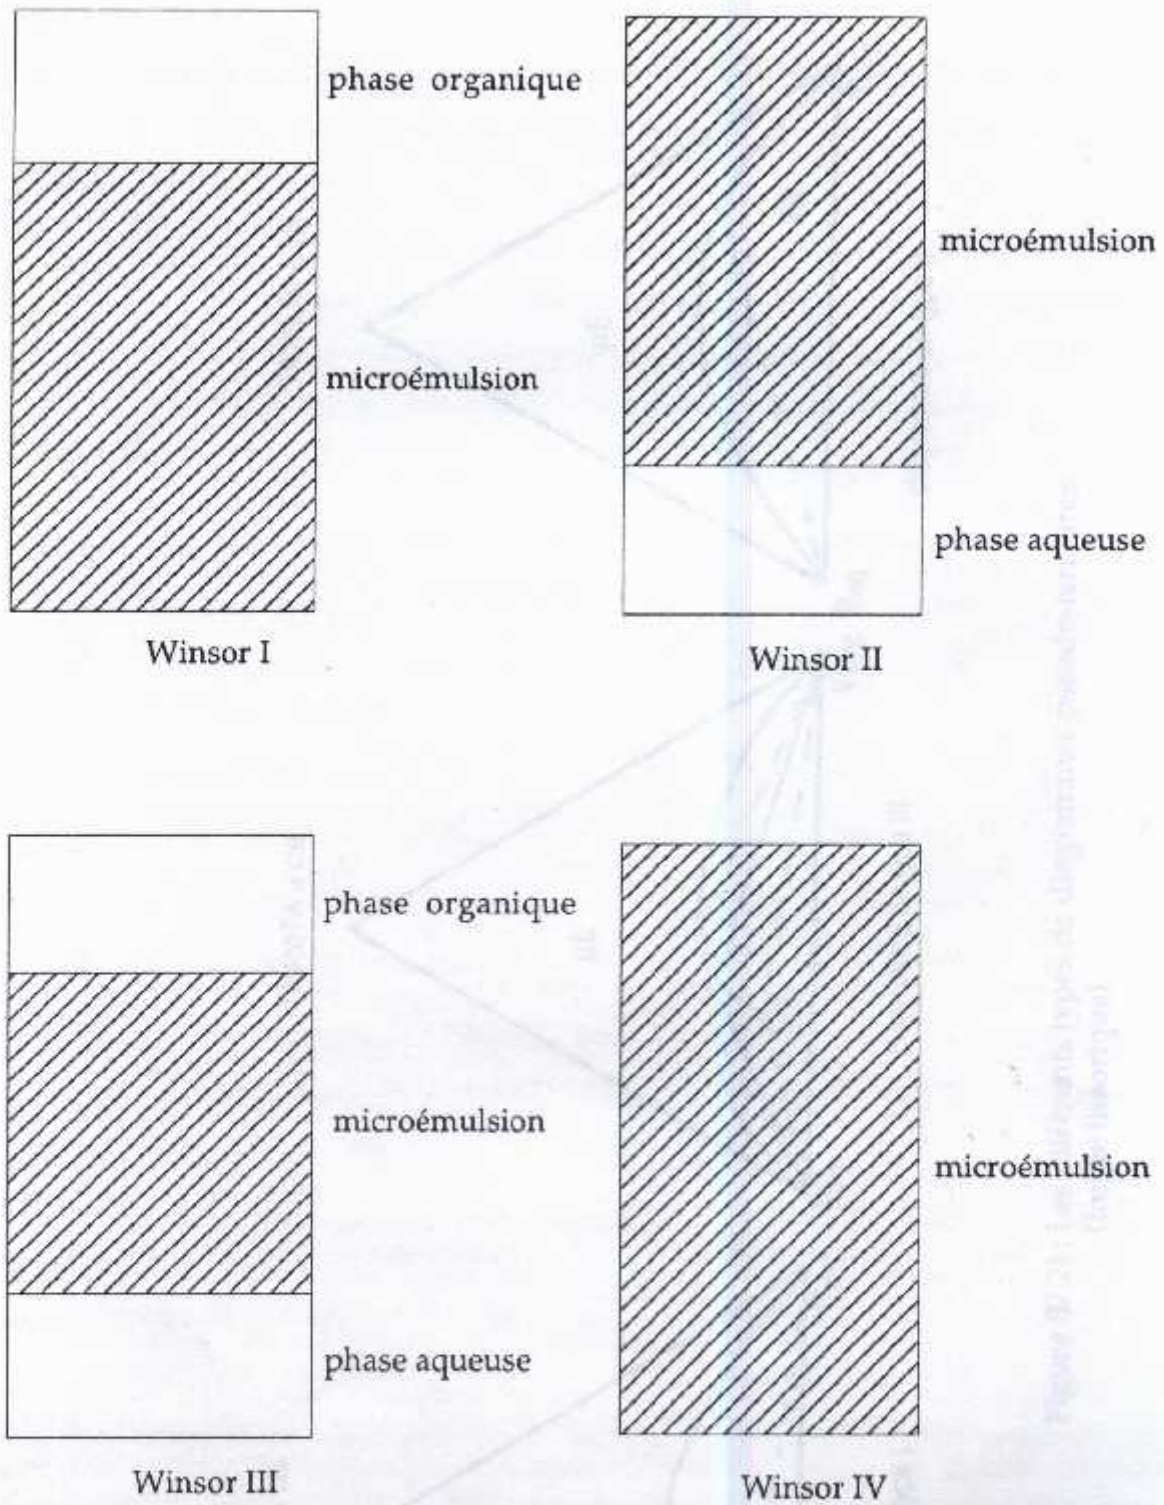 phase organique
microémulsion
Winsor I
microémulsion
phase aqueuse
Winsor II
phase organique
microémulsion
phase aqueuse
Winsor III
microémulsion
Winsor IV